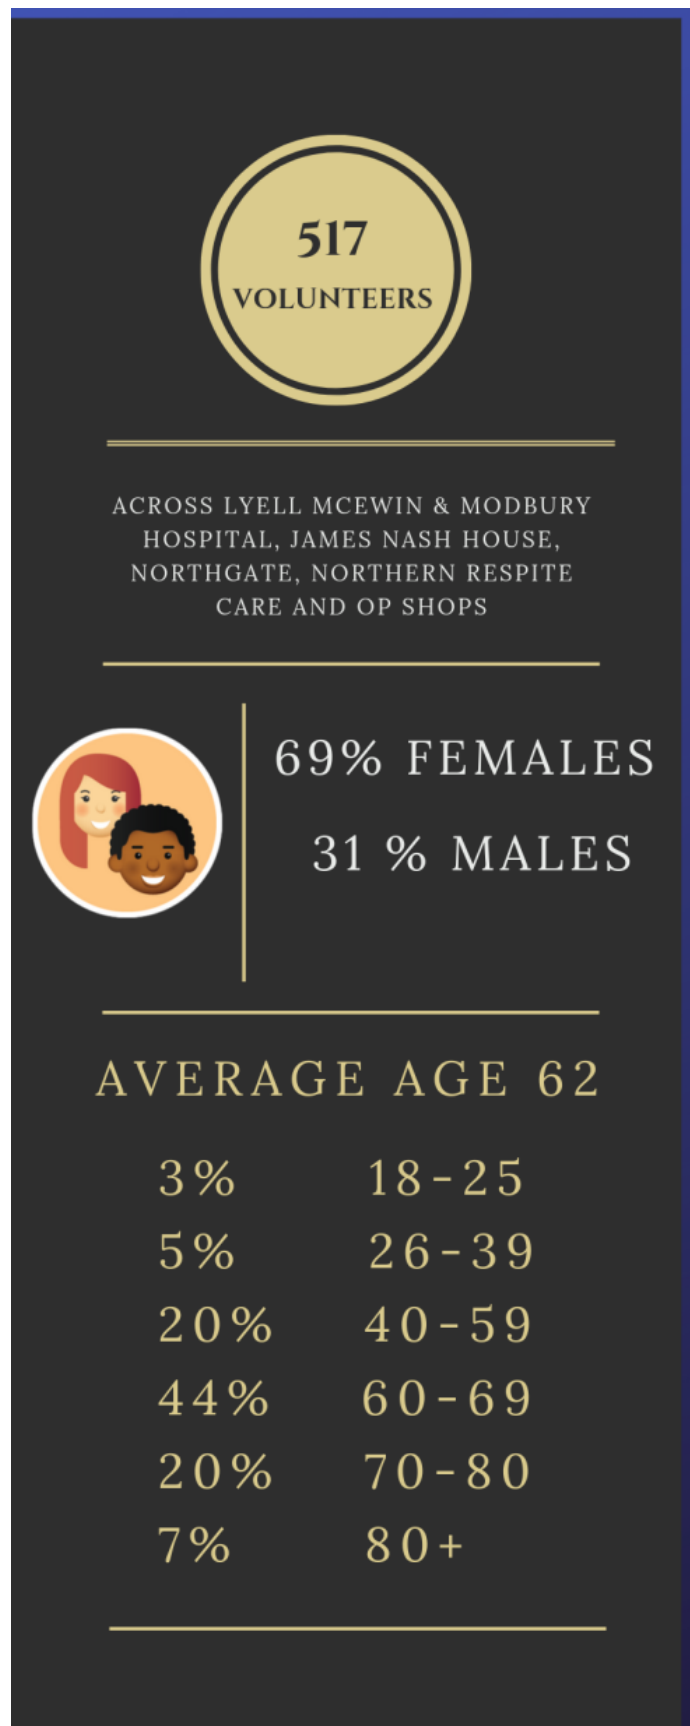 517
VOLUNTEERS
ACROSS LYELL MCEWIN & MODBURY
HOSPITAL, JAMES NASH HOUSE,
NORTHGATE, NORTHERN RESPITE
CARE AND OP SHOPS
69% FEMALES
31 % MALES
AVERAGE AGE 62
3% 18-25
5% 26-39
20% 40-59
44% 60-69
20% 70-80
7% 80+